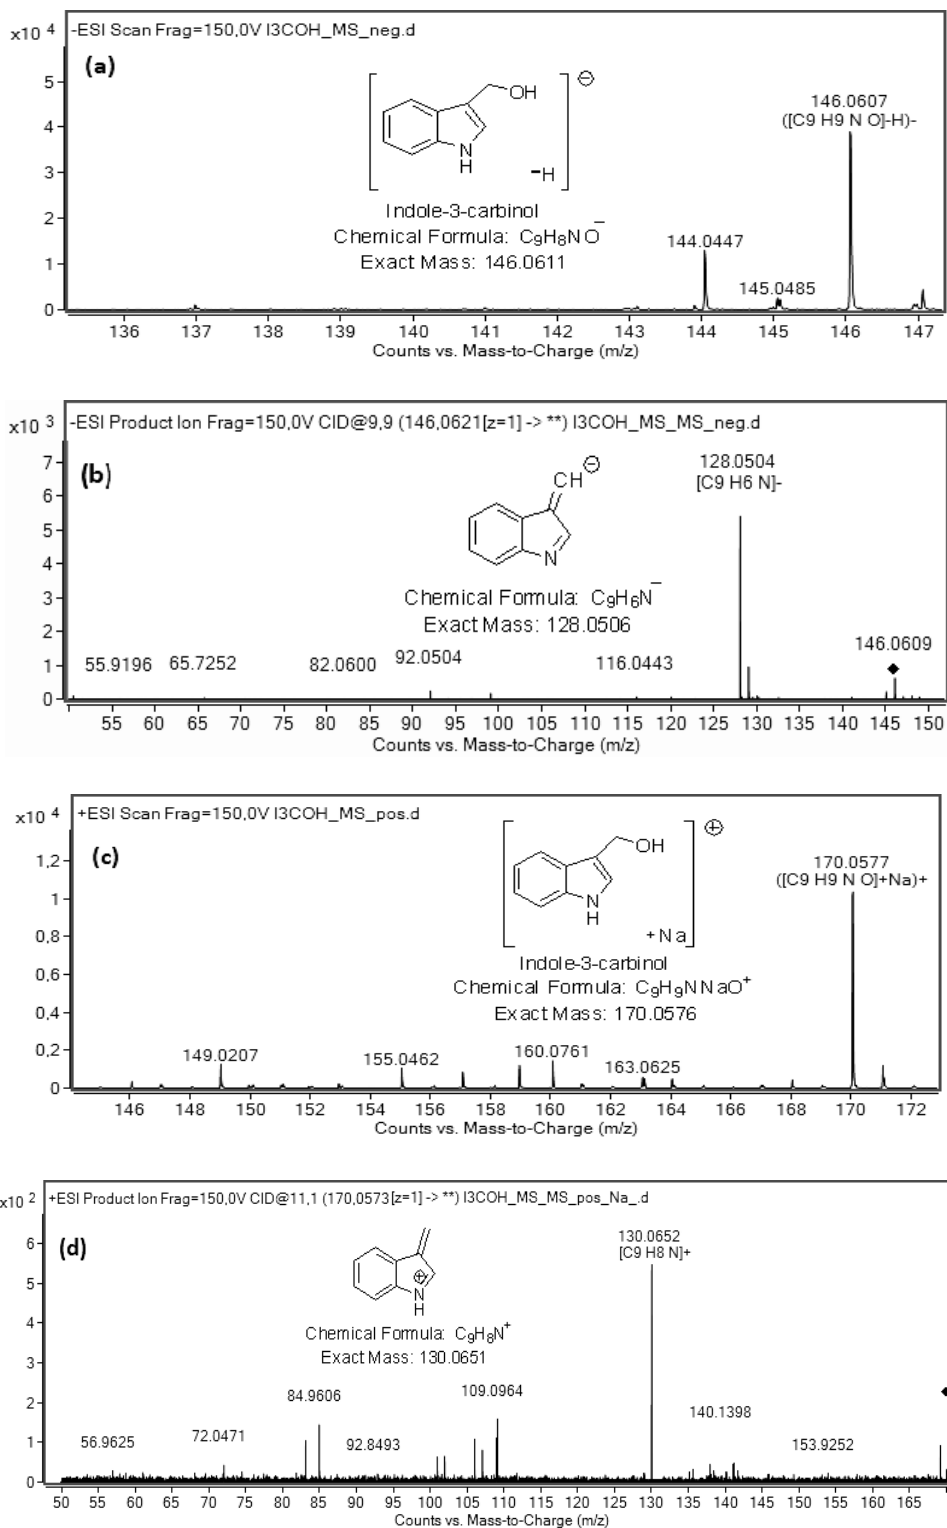 x10 4
-ESI Scan Frag=150,0V I3COH_MS_neg.d
(a)
OH
N
H
-H
Indole-3-carbinol
Chemical Formula: C9H8NO−
Exact Mass: 146.0611
146.0607
([C9 H9 N O]-H)-
144.0447
145.0485
5
4
3
2
1
0
136 137 138 139 140 141 142 143 144 145 146 147
Counts vs. Mass-to-Charge (m/z)
x10 3
-ESI Product Ion Frag=150,0V CID@9,9 (146,0621[z=1] -> **) I3COH_MS_MS_neg.d
(b)
CH
N
Chemical Formula: C9H6N−
Exact Mass: 128.0506
128.0504
[C9 H6 N]-
146.0609
55.9196 65.7252 82.0600 92.0504 116.0443
7
6
5
4
3
2
1
0
55 60 65 70 75 80 85 90 95 100 105 110 115 120 125 130 135 140 145 150
Counts vs. Mass-to-Charge (m/z)
x10 4
+ESI Scan Frag=150,0V I3COH_MS_pos.d
(c)
OH
N
H
+Na
Indole-3-carbinol
Chemical Formula: C9H9NNaO+
Exact Mass: 170.0576
170.0577
([C9 H9 N O]+Na)+
149.0207 155.0462 160.0761 163.0625
1,2
1
0,8
0,6
0,4
0,2
0
146 148 150 152 154 156 158 160 162 164 166 168 170 172
Counts vs. Mass-to-Charge (m/z)
x10 2
+ESI Product Ion Frag=150,0V CID@11,1 (170,0573[z=1] -> **) I3COH_MS_MS_pos_Na_.d
(d)
N
H
Chemical Formula: C9H8N+
Exact Mass: 130.0651
130.0652
[C9 H8 N]+
56.9625 72.0471 84.9606 92.8493 109.0964 140.1398 153.9252
6
5
4
3
2
1
0
50 55 60 65 70 75 80 85 90 95 100 105 110 115 120 125 130 135 140 145 150 155 160 165
Counts vs. Mass-to-Charge (m/z)